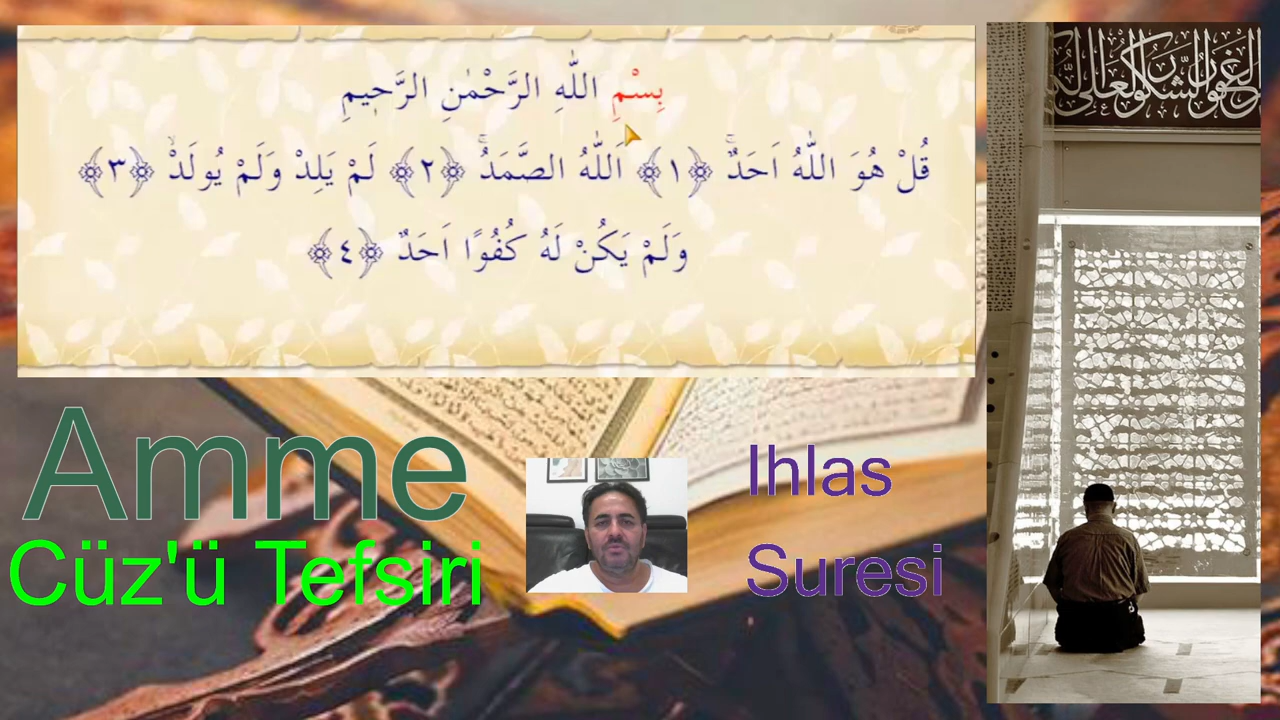 بِسْمِ اللّٰهِ الرَّحْمٰنِ الرَّح۪يمِ
قُلْ هُوَ اللّٰهُ اَحَدٌۚ ﴿١﴾ اَللّٰهُ الصَّمَدُۚ ﴿٢﴾ لَمْ يَلِدْ وَلَمْ يُولَدْۙ ﴿٣﴾
وَلَمْ يَكُنْ لَهُ كُفُوًا اَحَدٌ ﴿٤﴾
Amme
Cüz'ü Tefsiri
Ihlas
Suresi